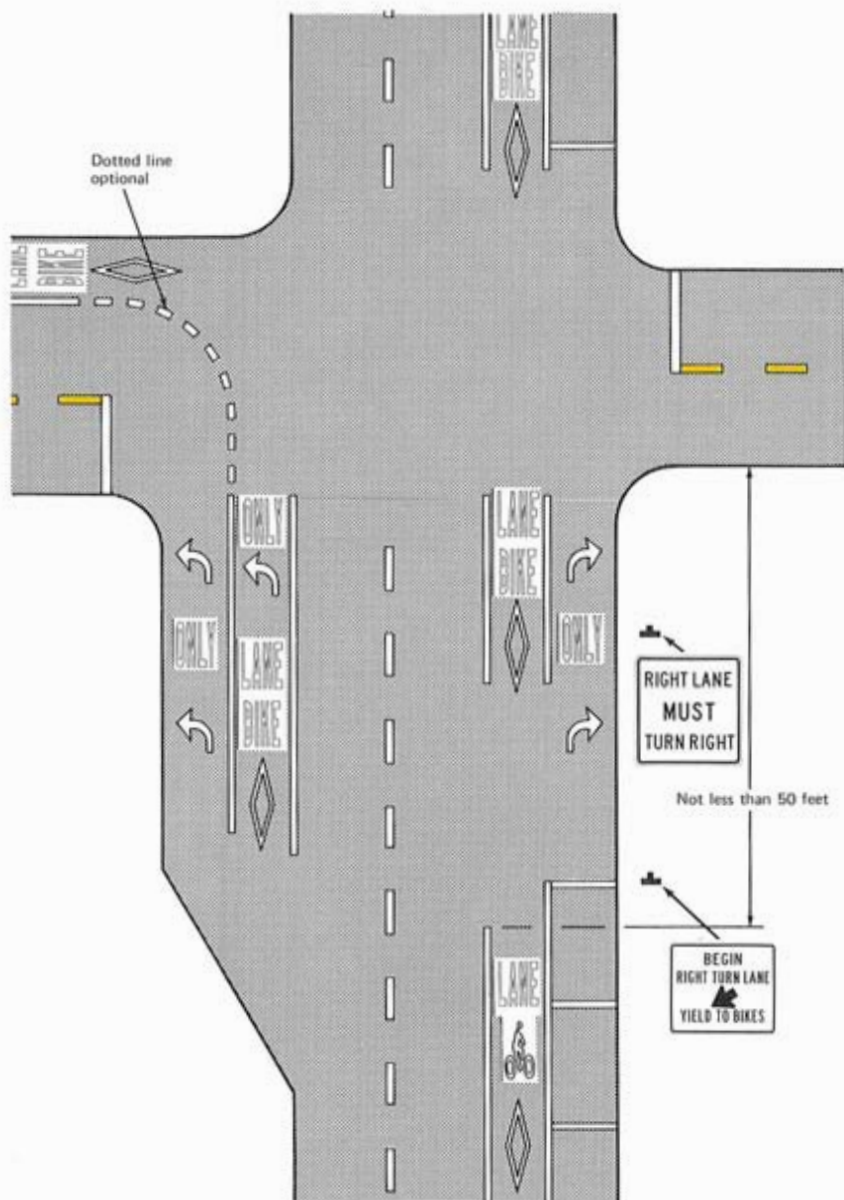 LANE
BIKE
Dotted line
optional
LANE
BIKE
ONLY
LANE
BIKE
ONLY
LANE
BIKE
ONLY
RIGHT LANE
MUST
TURN RIGHT
Not less than 50 feet
BEGIN
RIGHT TURN LANE
YIELD TO BIKES
LANE